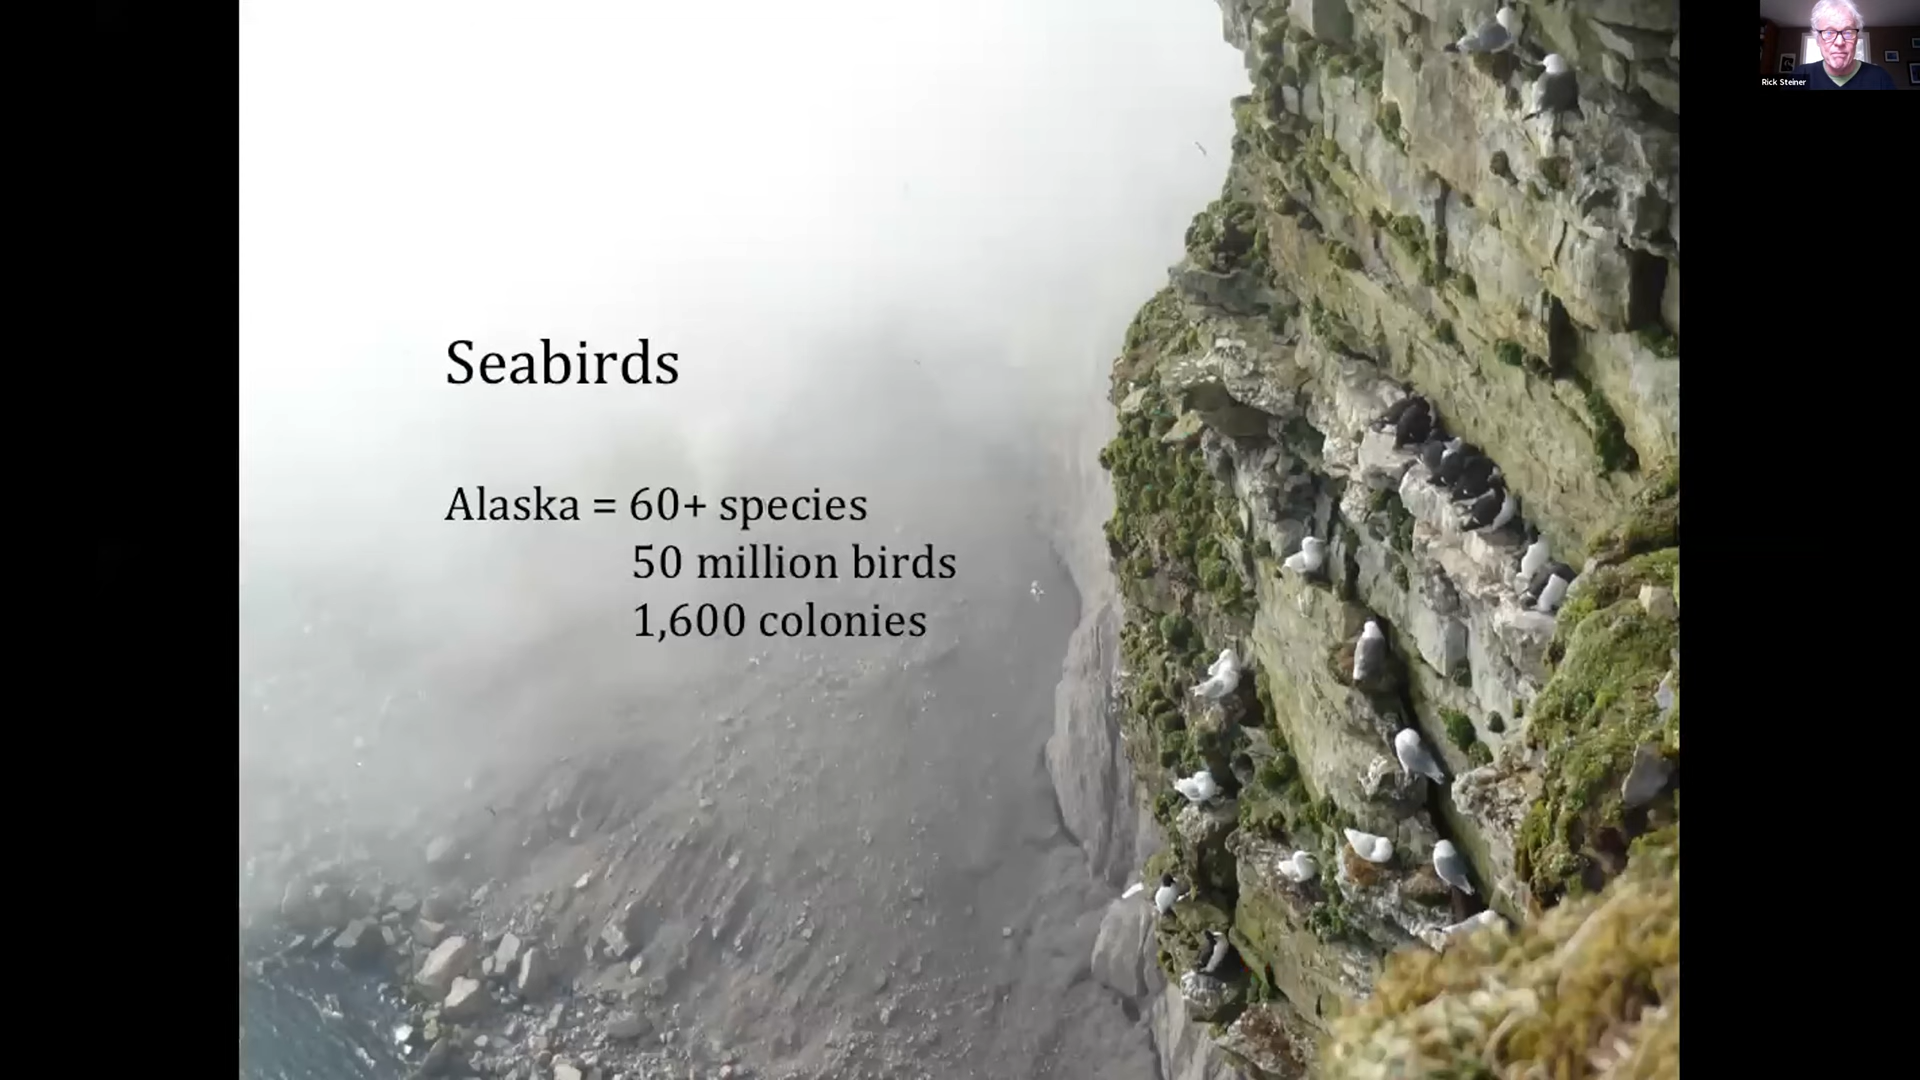 Rick Steiner
Seabirds
Alaska = 60+ species
50 million birds
1,600 colonies